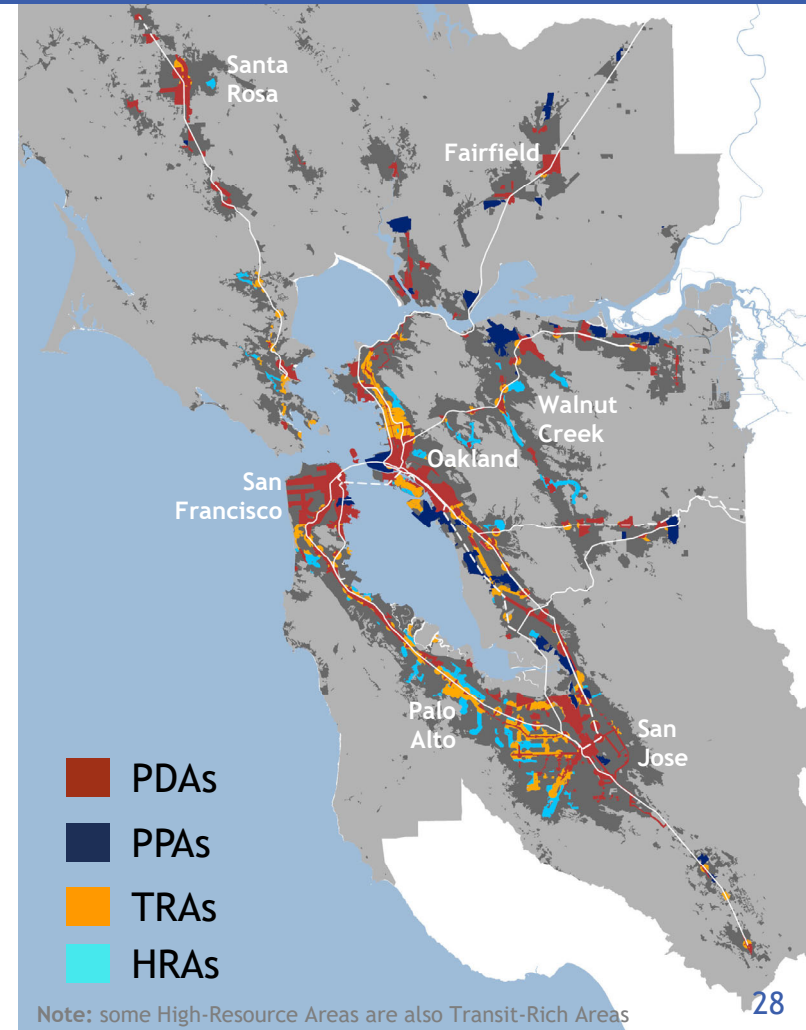 Santa
Rosa
Fairfield
Walnut
Creek
Oakland
San
Francisco
Palo
Alto
San
Jose
PDAs
PPAs
TRAs
HRAs
Note: some High-Resource Areas are also Transit-Rich Areas
28